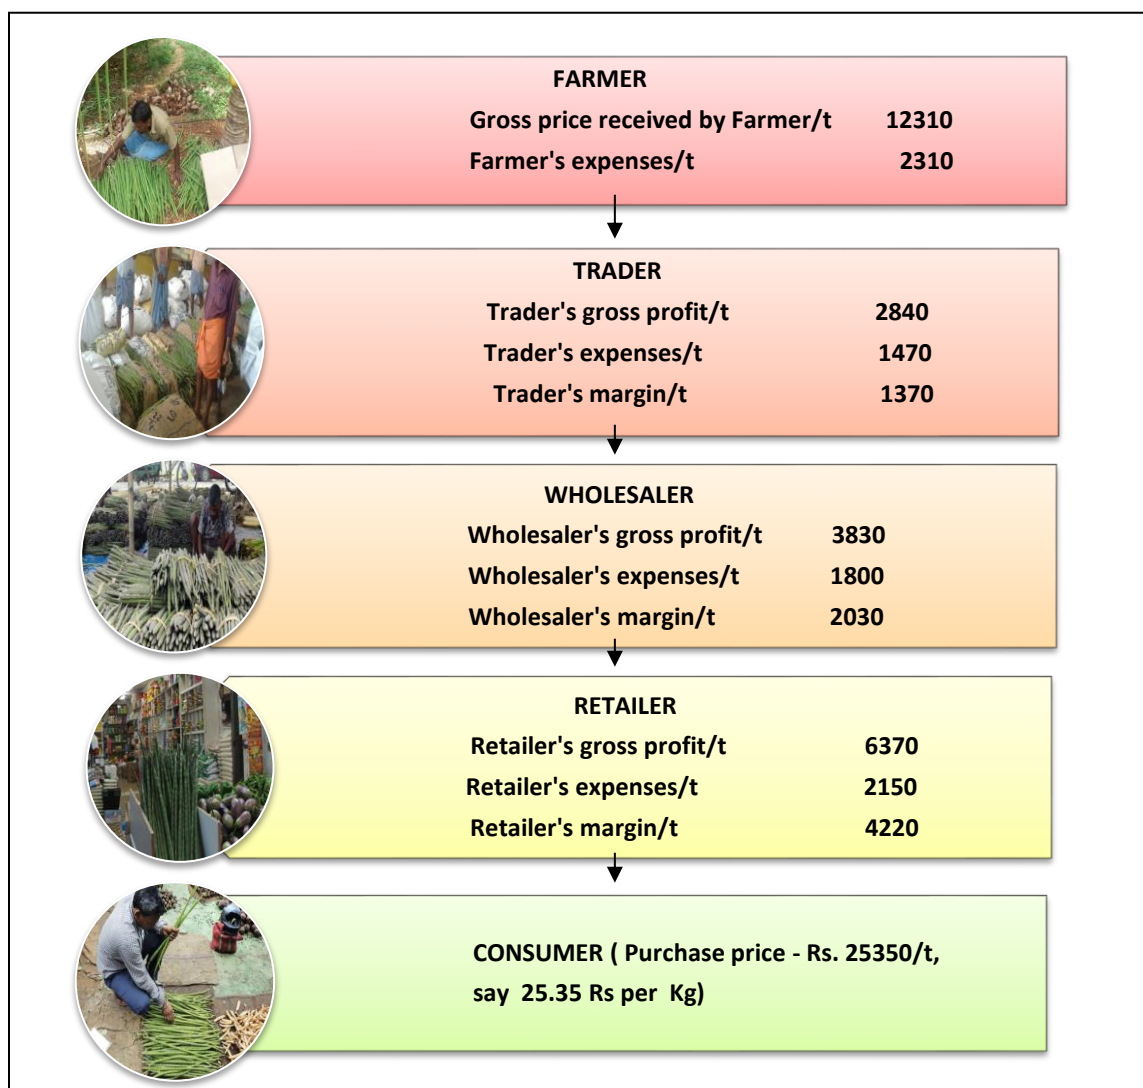 FARMER
Gross price received by Farmer/t 12310
Farmer's expenses/t 2310
TRADER
Trader's gross profit/t 2840
Trader's expenses/t 1470
Trader's margin/t 1370
WHOLESALER
Wholesaler's gross profit/t 3830
Wholesaler's expenses/t 1800
Wholesaler's margin/t 2030
RETAILER
Retailer's gross profit/t 6370
Retailer's expenses/t 2150
Retailer's margin/t 4220
CONSUMER ( Purchase price - Rs. 25350/t,
say 25.35 Rs per Kg)